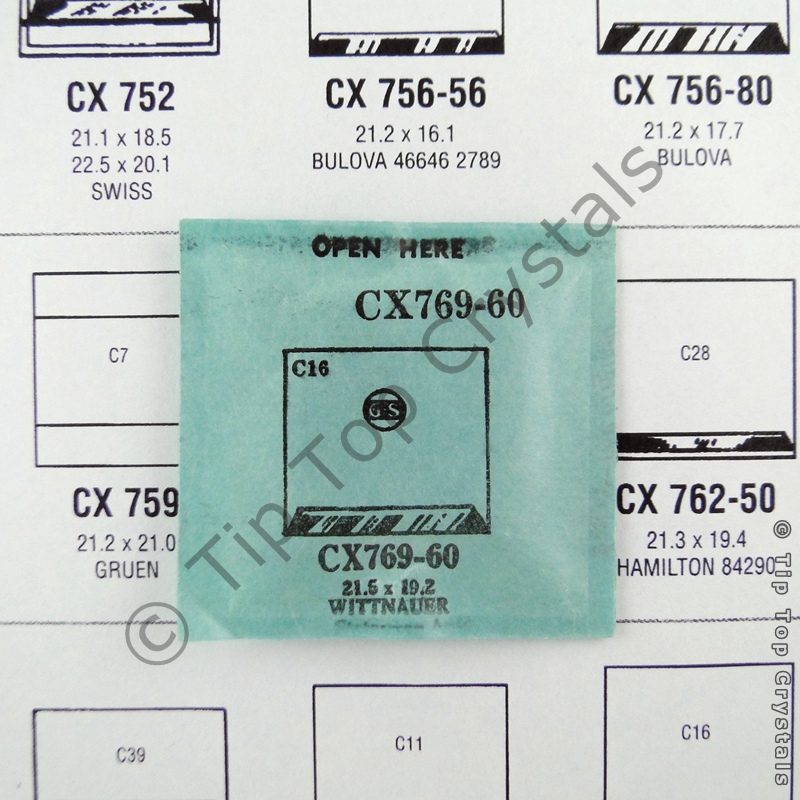 CX 752
21.1 x 18.5
22.5 x 20.1
SWISS
CX 756-56
21.2 x 16.1
BULOVA 46646 2789
CX 756-80
21.2 x 17.7
BULOVA
OPEN HERE
CX769-60
C16
GS
CX769-60
21.5 x 19.2
WITTNAUER
C7
CX 759
21.2 x 21.0
GRUEN
C28
CX 762-50
21.3 x 19.4
HAMILTON 84290
C39
C11
C16
© Tip Top Crystals
© Tip Top Crystals